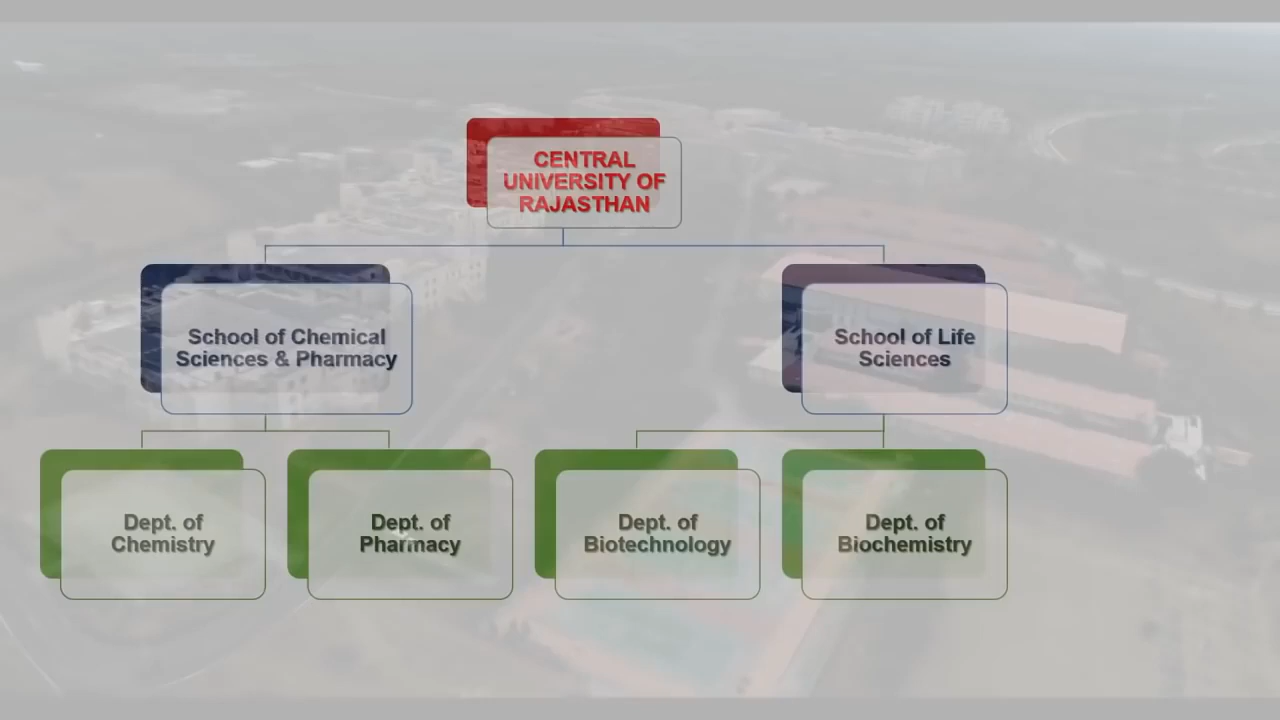 CENTRAL
UNIVERSITY OF
RAJASTHAN
School of Chemical
Sciences & Pharmacy
School of Life
Sciences
Dept. of
Chemistry
Dept. of
Pharmacy
Dept. of
Biotechnology
Dept. of
Biochemistry